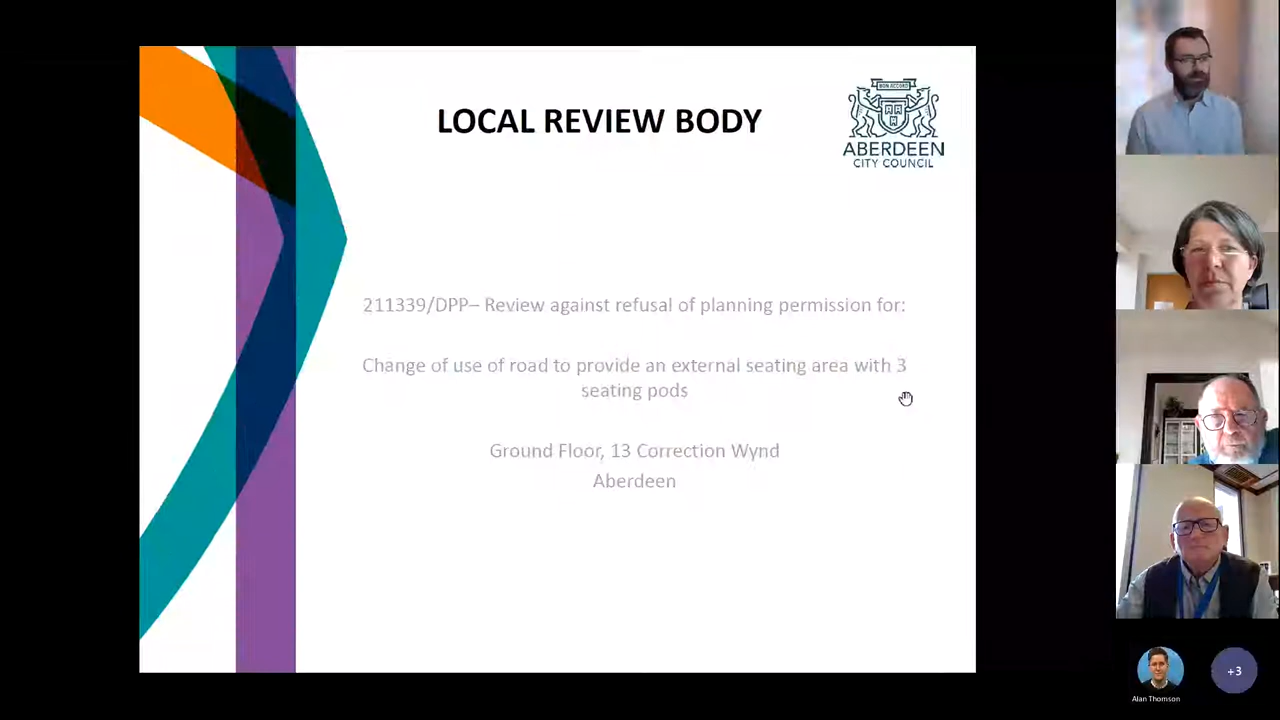 LOCAL REVIEW BODY
BON ACCORD
ABERDEEN
CITY COUNCIL
211339/DPP– Review against refusal of planning permission for:
Change of use of road to provide an external seating area with 3
seating pods
Ground Floor, 13 Correction Wynd
Aberdeen
+3
Alan Thomson